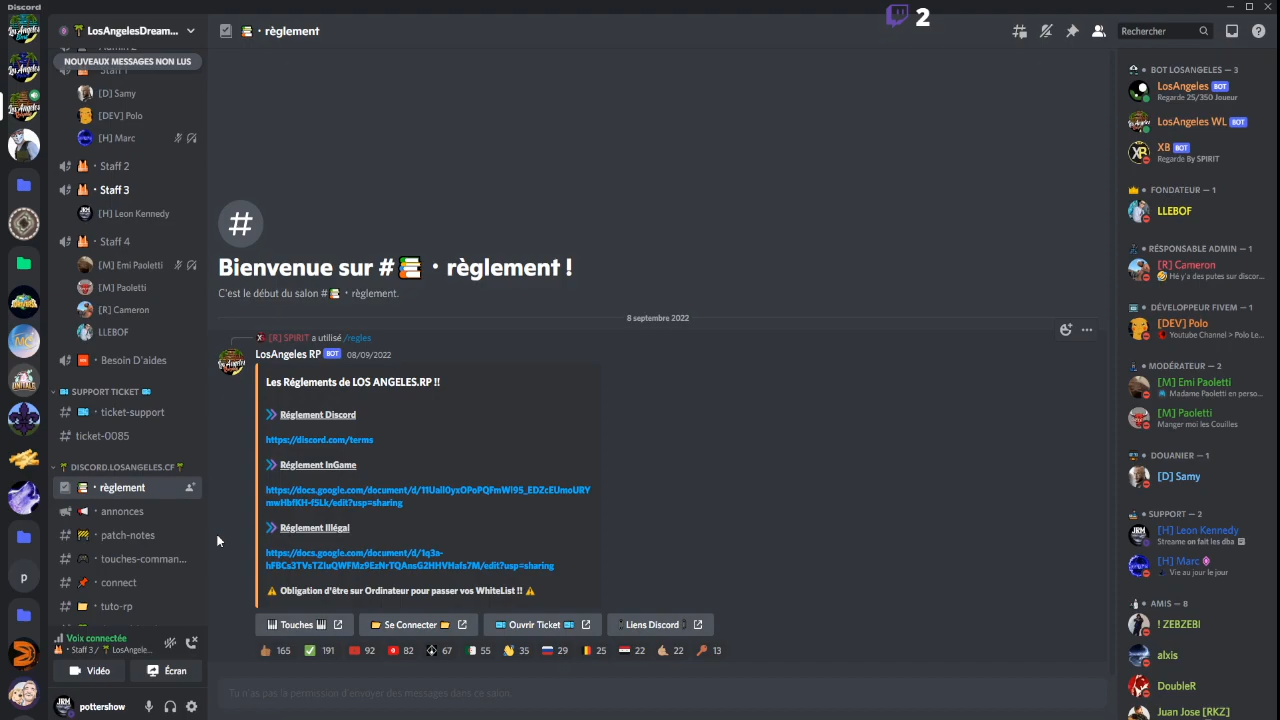 Discord
LosAngelesDream...
règlement
2
Rechercher
NOUVEAUX MESSAGES NON LUS
[D] Samy
[DEV] Polo
[H] Marc
Staff 2
Staff 3
[H] Leon Kennedy
Staff 4
[M] Emi Paoletti
[M] Paoletti
[R] Cameron
LLEBOF
Besoin D'aides
SUPPORT TICKET
ticket-support
ticket-0085
DISCORD.LOSANGELES.CF
règlement
annonces
patch-notes
touches-comman...
connect
tuto-rp
Voix connectée
Staff 3 / LosAngele...
Vidéo
Écran
pottershow
Bienvenue sur # · règlement !
C'est le début du salon # · règlement.
8 septembre 2022
[R] SPIRIT a utilisé /regles
LosAngeles RP BOT 08/09/2022
Les Réglements de LOS ANGELES.RP !!
Réglement Discord
https://discord.com/terms
Réglement InGame
https://docs.google.com/document/d/11Uail0yxOPoPQFmWl95_EDZcEUmoURY
mwHbfKH-f5Lk/edit?usp=sharing
Réglement Illégal
https://docs.google.com/document/d/1q3a-
hFBCs3TVsTZIuQWFMz9EzNrTQAnsG2HHVHafs7M/edit?usp=sharing
Obligation d'être sur Ordinateur pour passer vos WhiteList !!
Touches
Se Connecter
Ouvrir Ticket
Liens Discord
165 191 92 82 67 55 35 29 25 22 22 13
Tu n'as pas la permission d'envoyer des messages dans ce salon.
BOT LOSANGELES — 3
LosAngeles BOT
Regarde 25/350 Joueur
LosAngeles WL BOT
XB BOT
Regarde By SPIRIT
FONDATEUR — 1
LLEBOF
RÉSPONSABLE ADMIN — 1
[R] Cameron
Hé y'a des putes sur discor...
DÉVELOPPEUR FIVEM — 1
[DEV] Polo
Youtube Channel > Polo Le...
MODÉRATEUR — 2
[M] Emi Paoletti
Madame Paoletti en perso...
[M] Paoletti
Manger moi les Couilles
DOUANIER — 1
[D] Samy
SUPPORT — 2
[H] Leon Kennedy
Streame on fait les dba
[H] Marc
Vie au jour le jour
AMIS — 8
! ZEBZEBI
alxis
DoubleR
Juan Jose [RKZ]